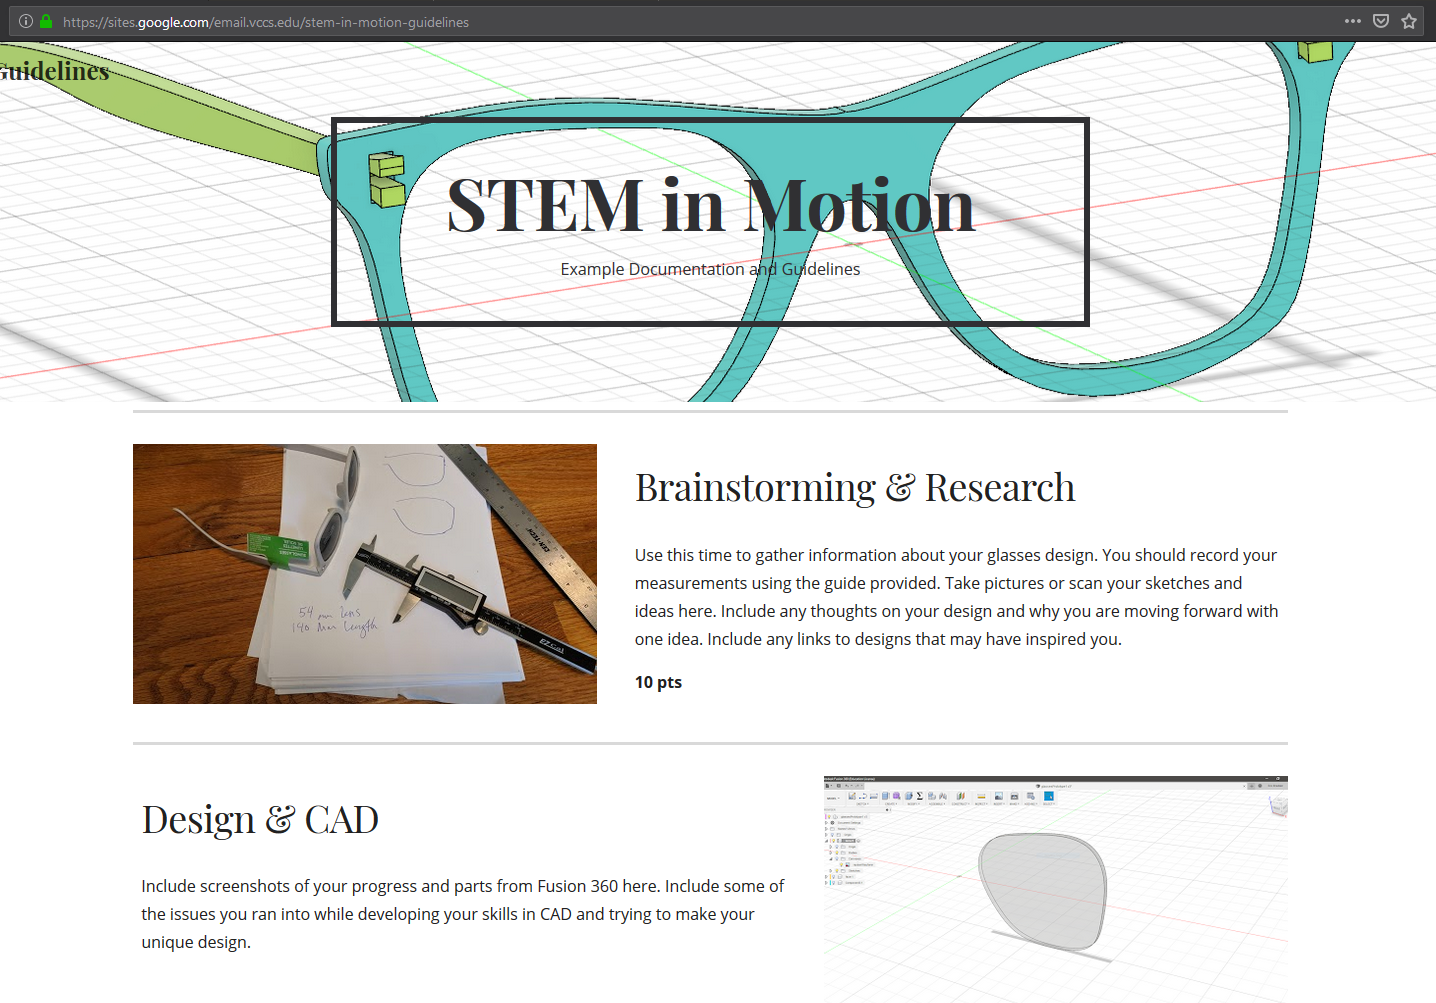 https://sites.google.com/email.vccs.edu/stem-in-motion-guidelines
Guidelines
STEM in Motion
Example Documentation and Guidelines
54 mm lens
140 mm length
EZ Cal
Brainstorming & Research
Use this time to gather information about your glasses design. You should record your
measurements using the guide provided. Take pictures or scan your sketches and
ideas here. Include any thoughts on your design and why you are moving forward with
one idea. Include any links to designs that may have inspired you.
10 pts
Design & CAD
Include screenshots of your progress and parts from Fusion 360 here. Include some of
the issues you ran into while developing your skills in CAD and trying to make your
unique design.